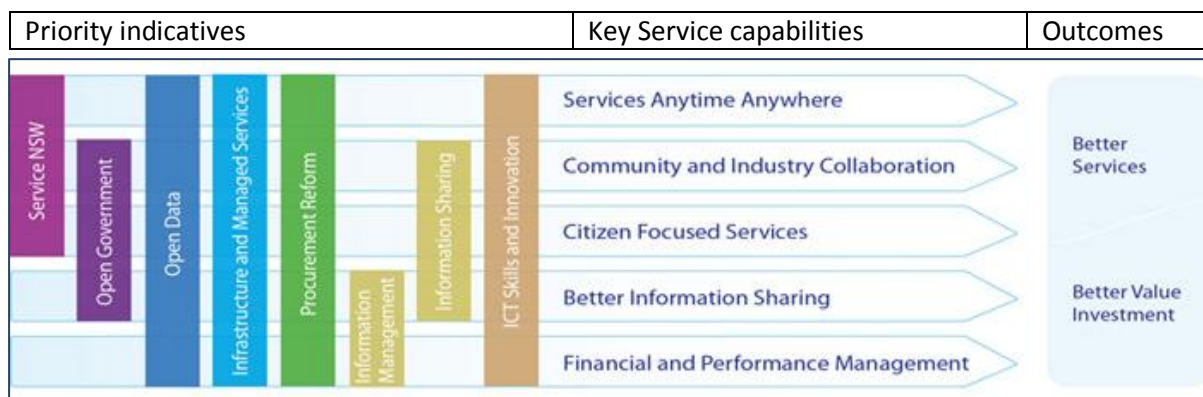 Priority indicatives
Key Service capabilities
Outcomes
Service NSW
Open Government
Open Data
Infrastructure and Managed Services
Procurement Reform
Information
Management
Information Sharing
ICT Skills and Innovation
Services Anytime Anywhere
Community and Industry Collaboration
Citizen Focused Services
Better Information Sharing
Financial and Performance Management
Better
Services
Better Value
Investment